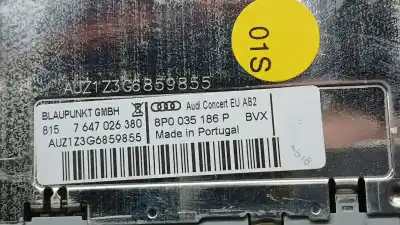 01S
AUZ1Z3G6859855
BLAUPUNKT GMBH
815 7 647 026 380
AUZ1Z3G6859855
Audi Concert EU AB2
8P0 035 186 P BVX
Made in Portugal